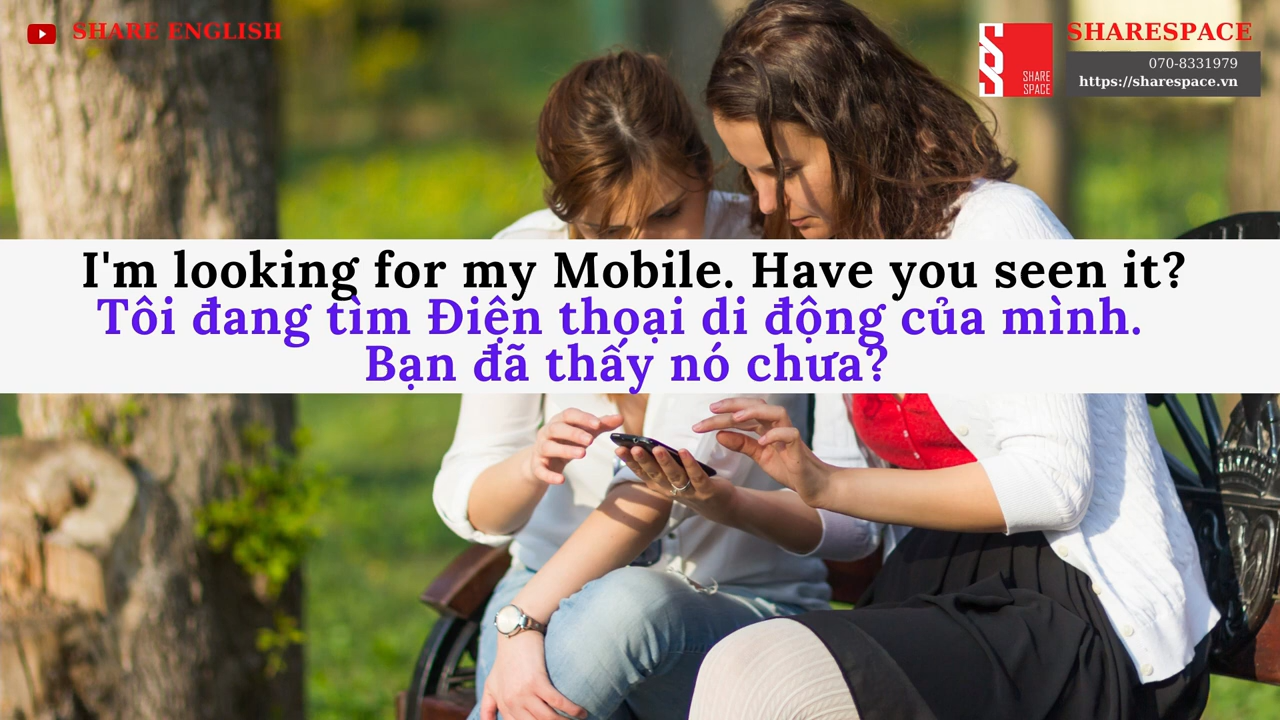 SHARE ENGLISH
SHARESPACE
070-8331979
https://sharespace.vn
SHARE
SPACE
I'm looking for my Mobile. Have you seen it?
Tôi đang tìm Điện thoại di động của mình.
Bạn đã thấy nó chưa?